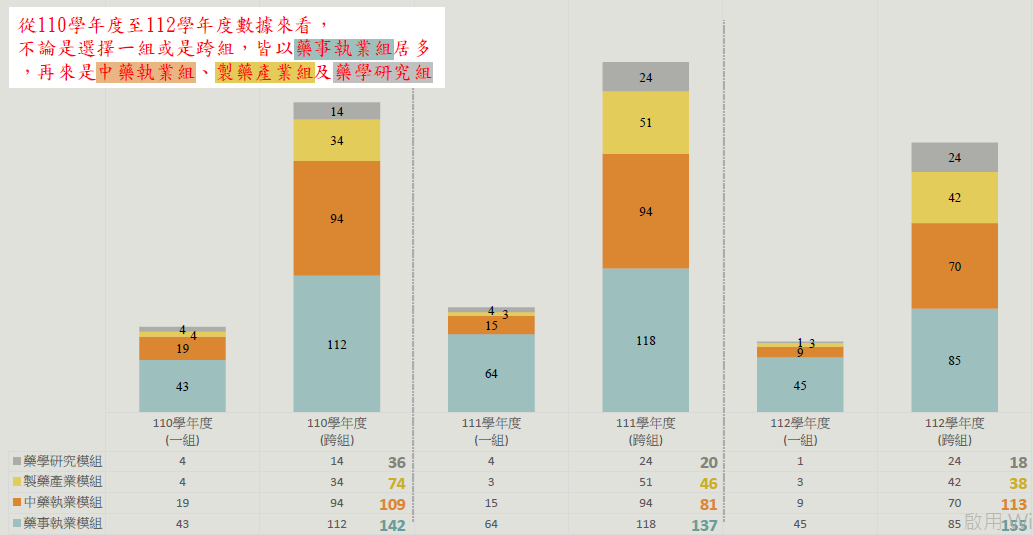 從110學年度至112學年度數據來看，
不論是選擇一組或是跨組，皆以藥事執業組居多
，再來是中藥執業組、製藥產業組及藥學研究組
14
34
94
112
24
51
94
118
24
42
70
85
4
4
19
43
4
3
15
64
1
3
9
45
110學年度 110學年度 111學年度 111學年度 112學年度 112學年度
(一組) (跨組) (一組) (跨組) (一組) (跨組)
藥學研究模組 4 14 36 4 24 20 1 24 18
製藥產業模組 4 34 74 3 51 46 3 42 38
中藥執業模組 19 94 109 15 94 81 9 70 113
藥事執業模組 43 112 142 64 118 137 45 85 155
啟用 Wi